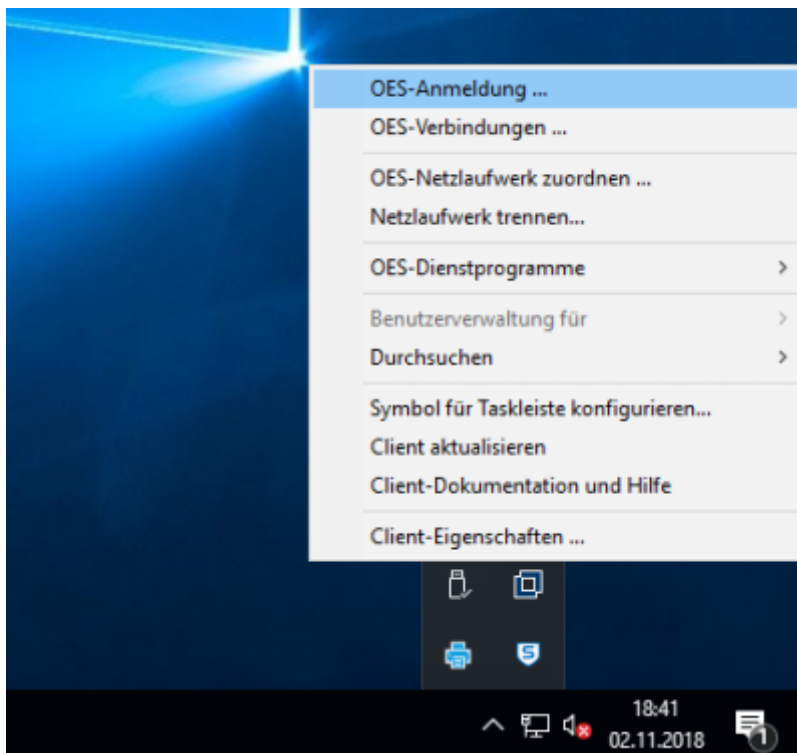 OES-Anmeldung ...
OES-Verbindungen ...
OES-Netzlaufwerk zuordnen ...
Netzlaufwerk trennen...
OES-Dienstprogramme
Benutzerverwaltung für
Durchsuchen
Symbol für Taskleiste konfigurieren...
Client aktualisieren
Client-Dokumentation und Hilfe
Client-Eigenschaften ...
S
18:41
02.11.2018
1